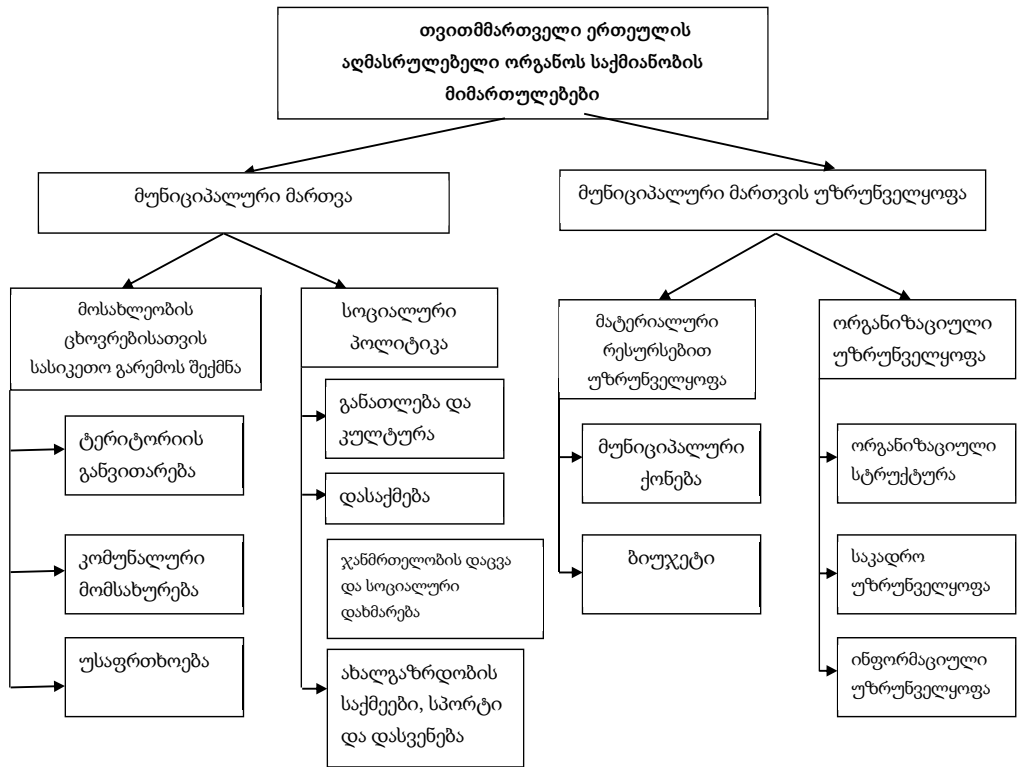 თვითმმართველი ერთეულის
აღმასრულებელი ორგანოს საქმიანობის
მიმართულებები
მუნიციპალური მართვა
მუნიციპალური მართვის უზრუნველყოფა
მოსახლეობის
ცხოვრებისათვის
სასიკეთო გარემოს შექმნა
ტერიტორიის
განვითარება
კომუნალური
მომსახურება
უსაფრთხოება
სოციალური
პოლიტიკა
განათლება და
კულტურა
დასაქმება
ჯანმრთელობის დაცვა
და სოციალური
დახმარება
ახალგაზრდობის
საქმეები, სპორტი
და დასვენება
მატერიალური
რესურსებით
უზრუნველყოფა
მუნიციპალური
ქონება
ბიუჯეტი
ორგანიზაციული
უზრუნველყოფა
ორგანიზაციული
სტრუქტურა
საკადრო
უზრუნველყოფა
ინფორმაციული
უზრუნველყოფა